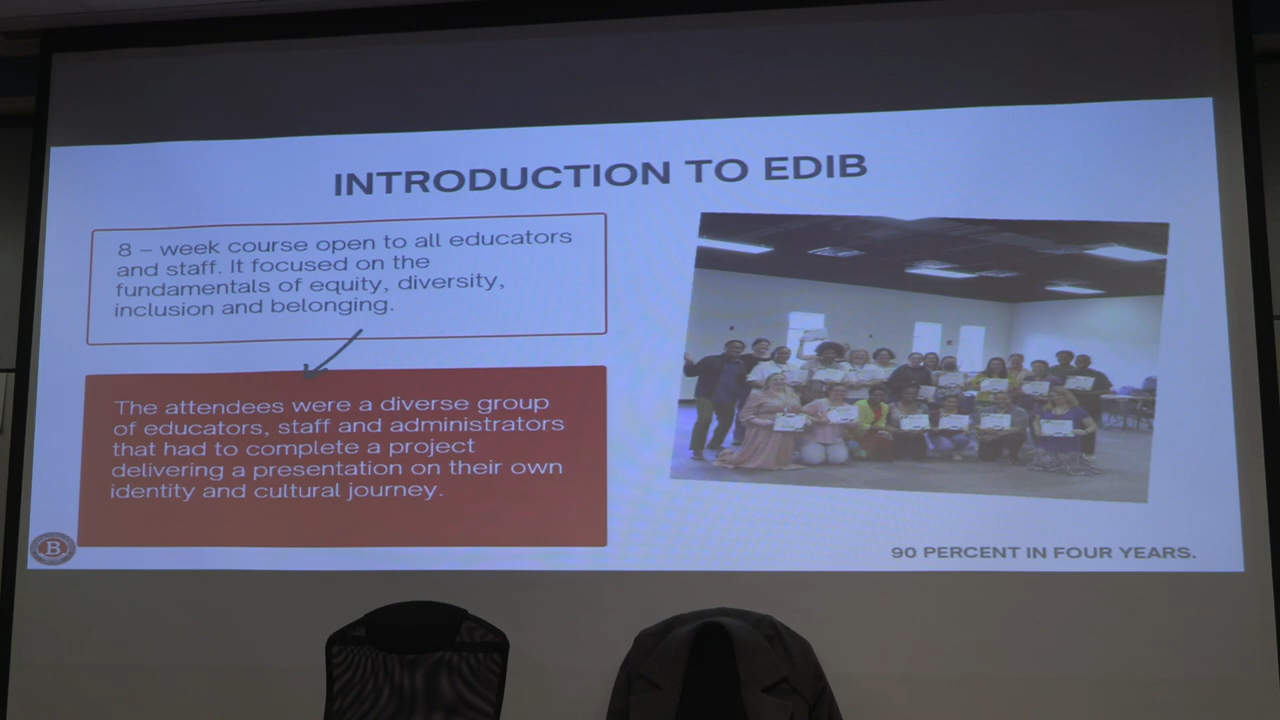 INTRODUCTION TO EDIB
8 – week course open to all educators
and staff. It focused on the
fundamentals of equity, diversity,
inclusion and belonging.
The attendees were a diverse group
of educators, staff and administrators
that had to complete a project
delivering a presentation on their own
identity and cultural journey.
B
90 PERCENT IN FOUR YEARS.